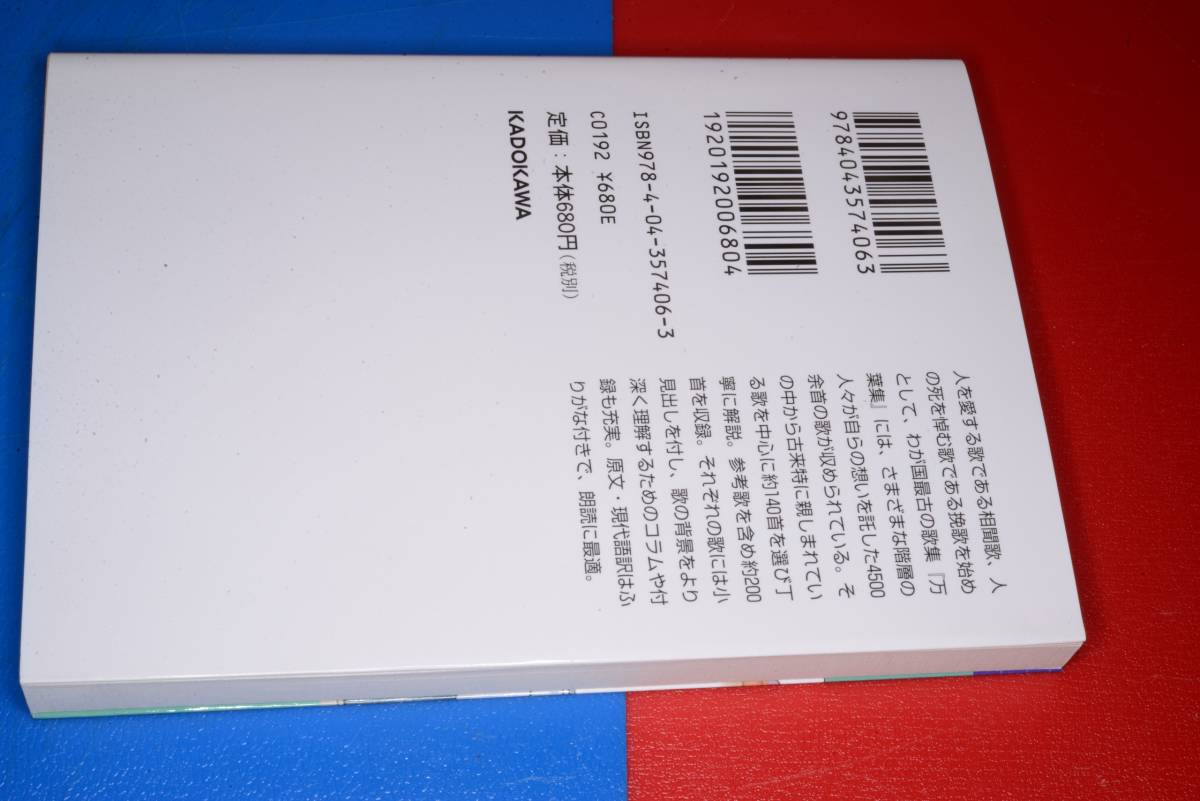 9784043574063
1920192006804
ISBN978-4-04-357406-3
C0192 ¥680E
定価：本体680円（税別）
KADOKAWA
人を愛する歌である相聞歌、人
の死を悼む歌である挽歌を始め
として、わが国最古の歌集『万
葉集』には、さまざまな階層の
人々が自らの想いを託した4500
余首の歌が収められている。そ
の中から古来特に親しまれてい
る歌を中心に約140首を選び丁
寧に解説。参考歌を含め約200
首を収録。それぞれの歌には小
見出しを付し、歌の背景をより
深く理解するためのコラムや付
録も充実。原文・現代語訳はふ
りがな付きで、朗読に最適。